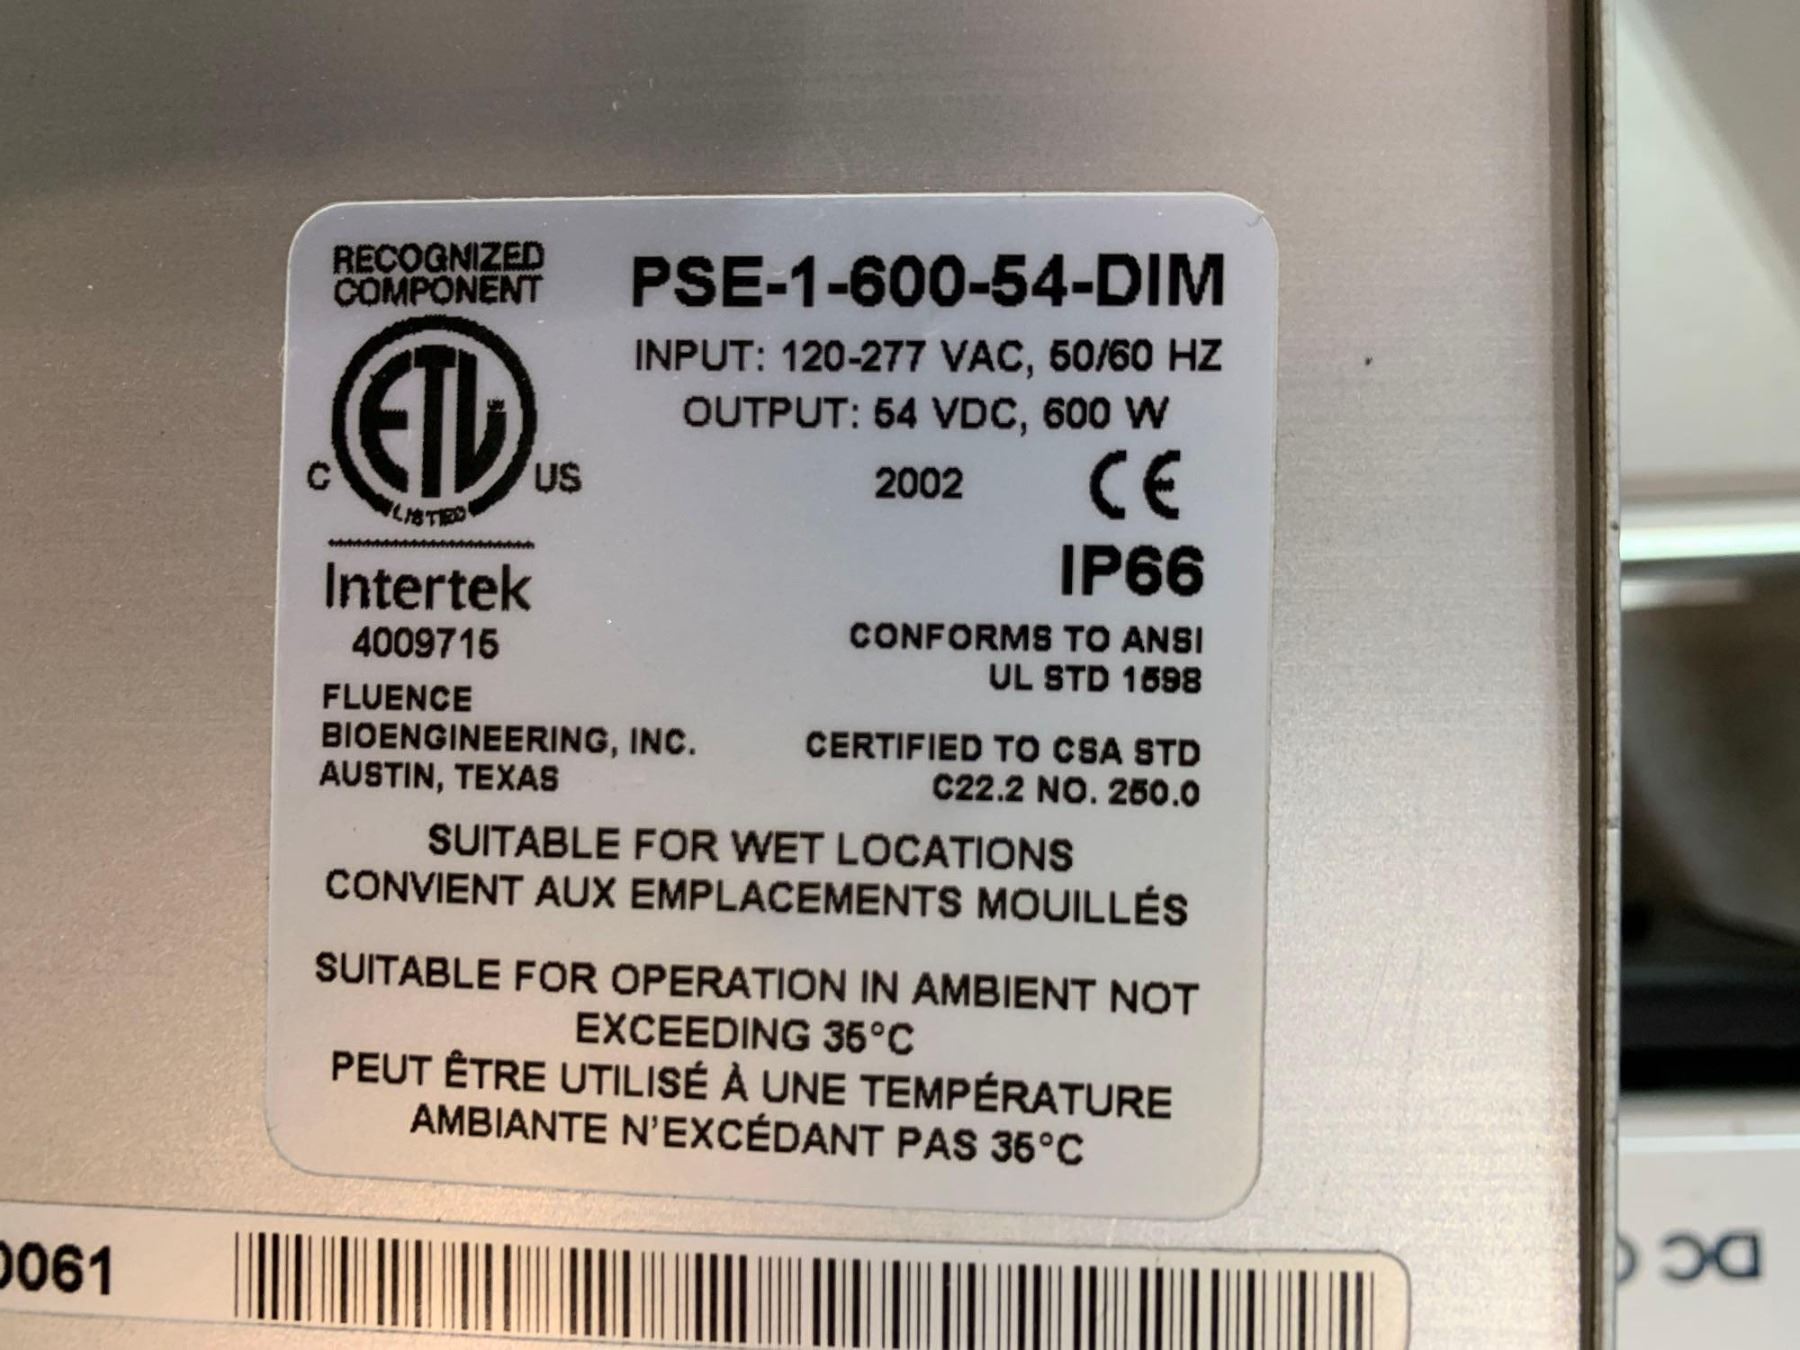 RECOGNIZED
COMPONENT
ETL
C US
LISTED
Intertek
4009715
FLUENCE
BIOENGINEERING, INC.
AUSTIN, TEXAS
PSE-1-600-54-DIM
INPUT: 120-277 VAC, 50/60 HZ
OUTPUT: 54 VDC, 600 W
2002 CE
IP66
CONFORMS TO ANSI
UL STD 1598
CERTIFIED TO CSA STD
C22.2 NO. 250.0
SUITABLE FOR WET LOCATIONS
CONVIENT AUX EMPLACEMENTS MOUILLÉS
SUITABLE FOR OPERATION IN AMBIENT NOT
EXCEEDING 35°C
PEUT ÊTRE UTILISÉ À UNE TEMPÉRATURE
AMBIANTE N'EXCÉDANT PAS 35°C
0061
DC